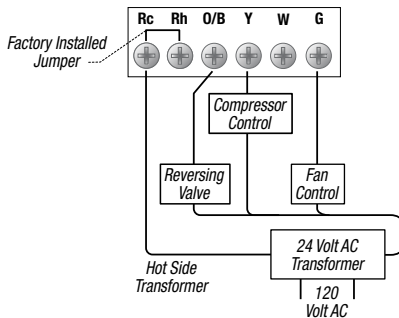 Rc Rh O/B Y W G
Factory Installed
Jumper
Compressor
Control
Reversing
Valve
Fan
Control
24 Volt AC
Transformer
Hot Side
Transformer
120
Volt AC